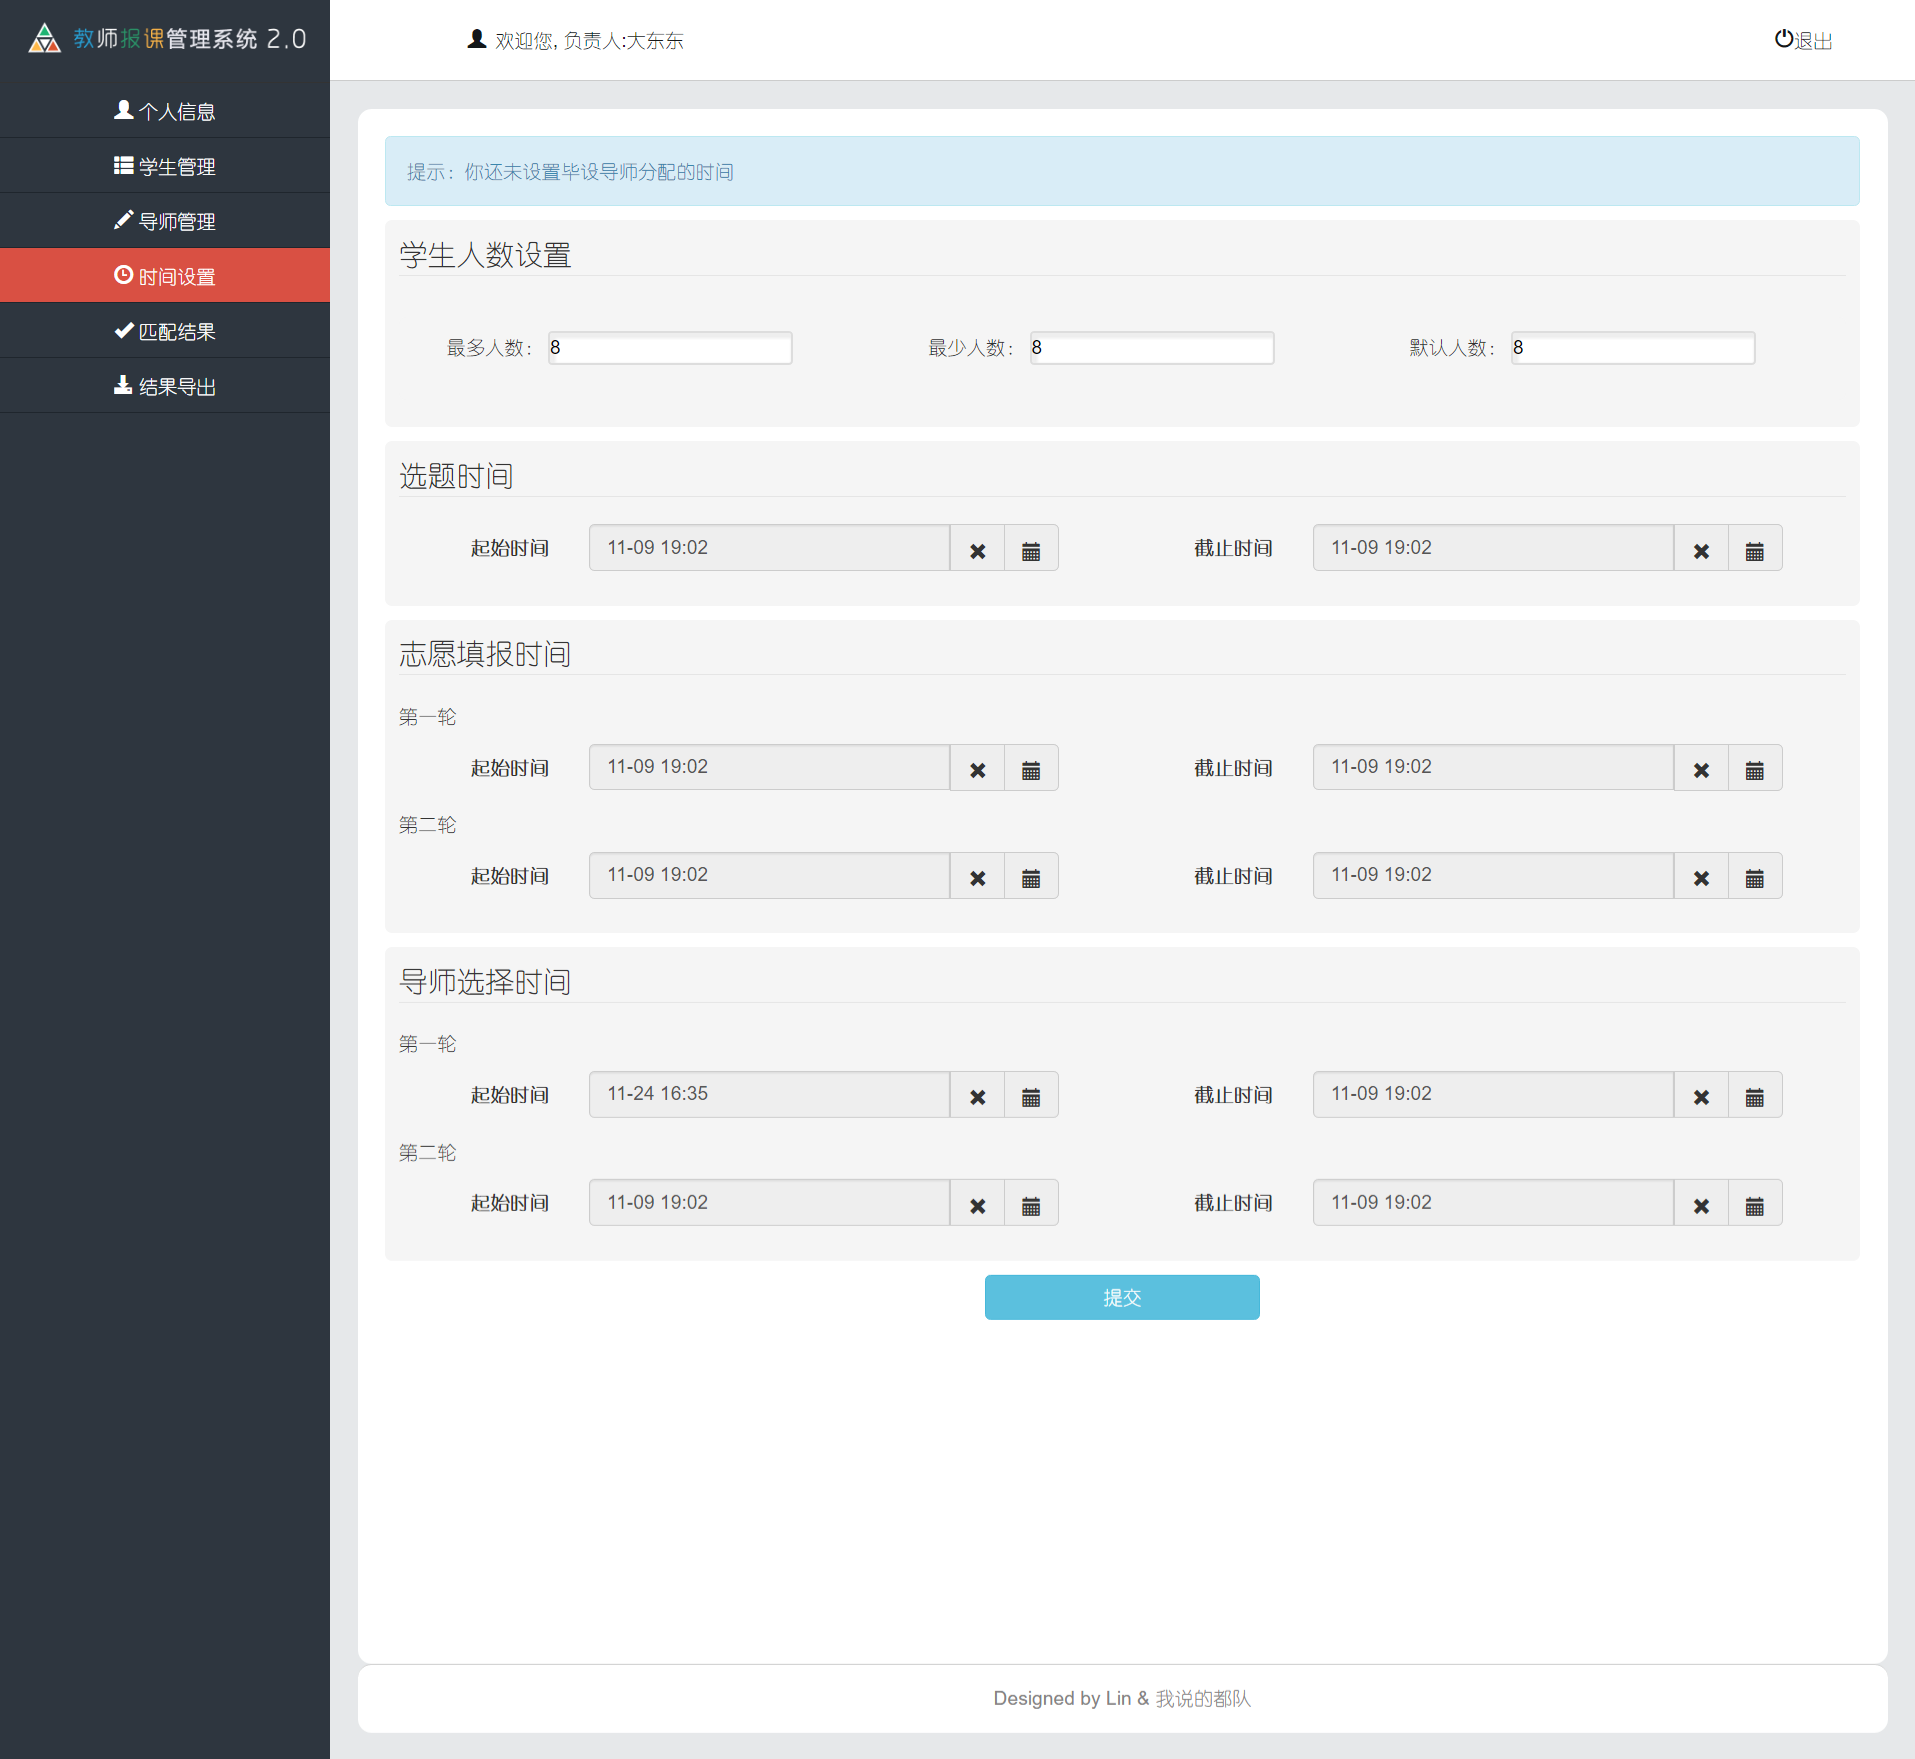 教师报课管理系统 2.0
欢迎您, 负责人:大东东
退出
个人信息
学生管理
导师管理
时间设置
匹配结果
结果导出
提示：你还未设置毕设导师分配的时间
学生人数设置
最多人数： 8
最少人数： 8
默认人数： 8
选题时间
起始时间 11-09 19:02
截止时间 11-09 19:02
志愿填报时间
第一轮
起始时间 11-09 19:02
截止时间 11-09 19:02
第二轮
起始时间 11-09 19:02
截止时间 11-09 19:02
导师选择时间
第一轮
起始时间 11-24 16:35
截止时间 11-09 19:02
第二轮
起始时间 11-09 19:02
截止时间 11-09 19:02
提交
Designed by Lin & 我说的都队